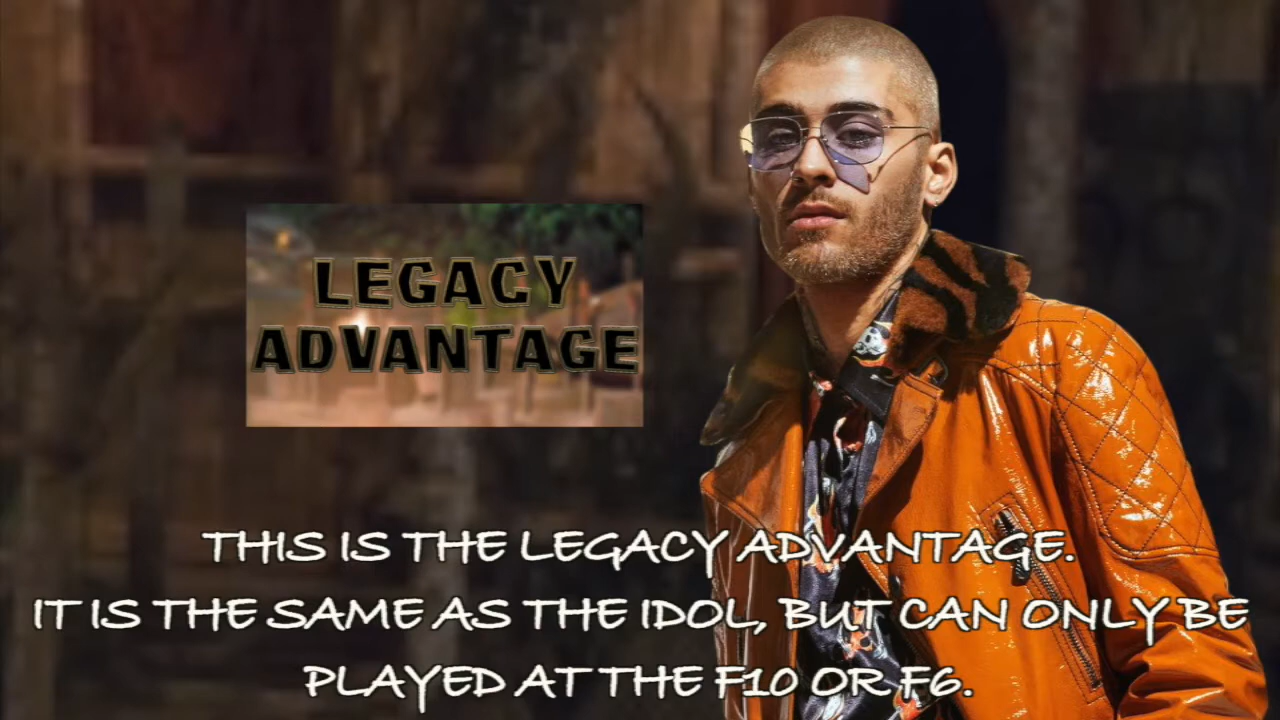 LEGACY
ADVANTAGE
THIS IS THE LEGACY ADVANTAGE.
IT IS THE SAME AS THE IDOL, BUT CAN ONLY BE
PLAYED AT THE F10 OR F6.